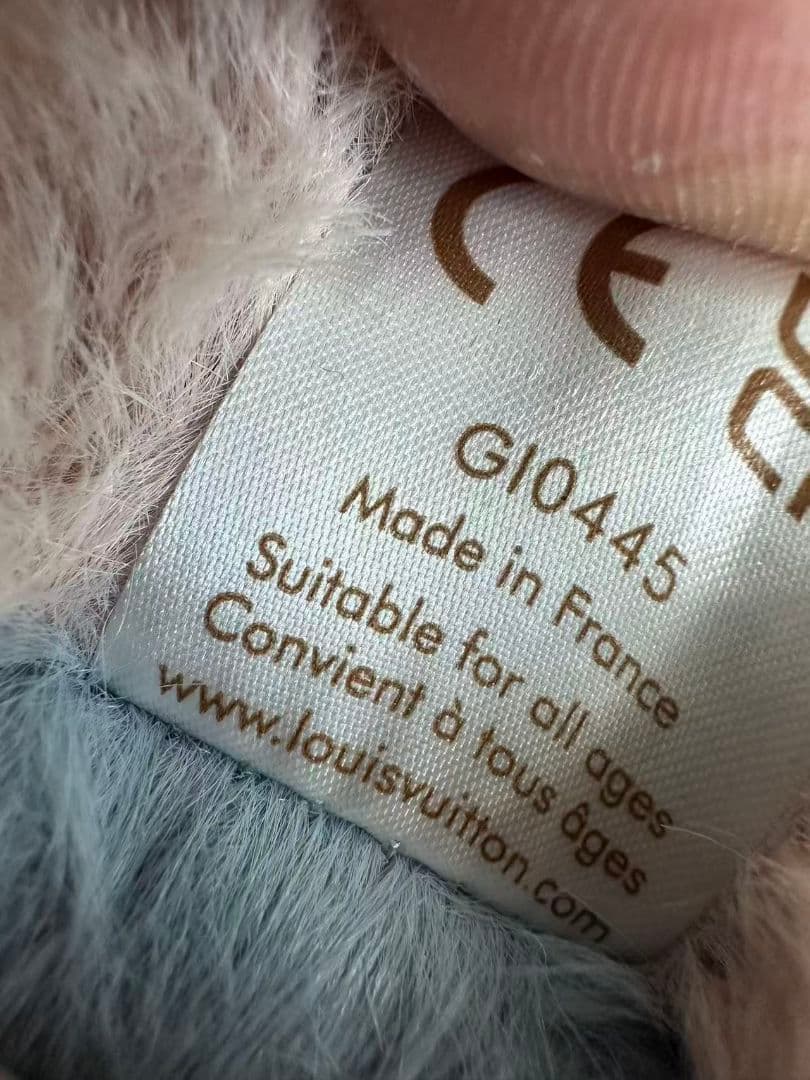 CE
GI0445
Made in France
Suitable for all ages
Convient à tous âges
www.louisvuitton.com